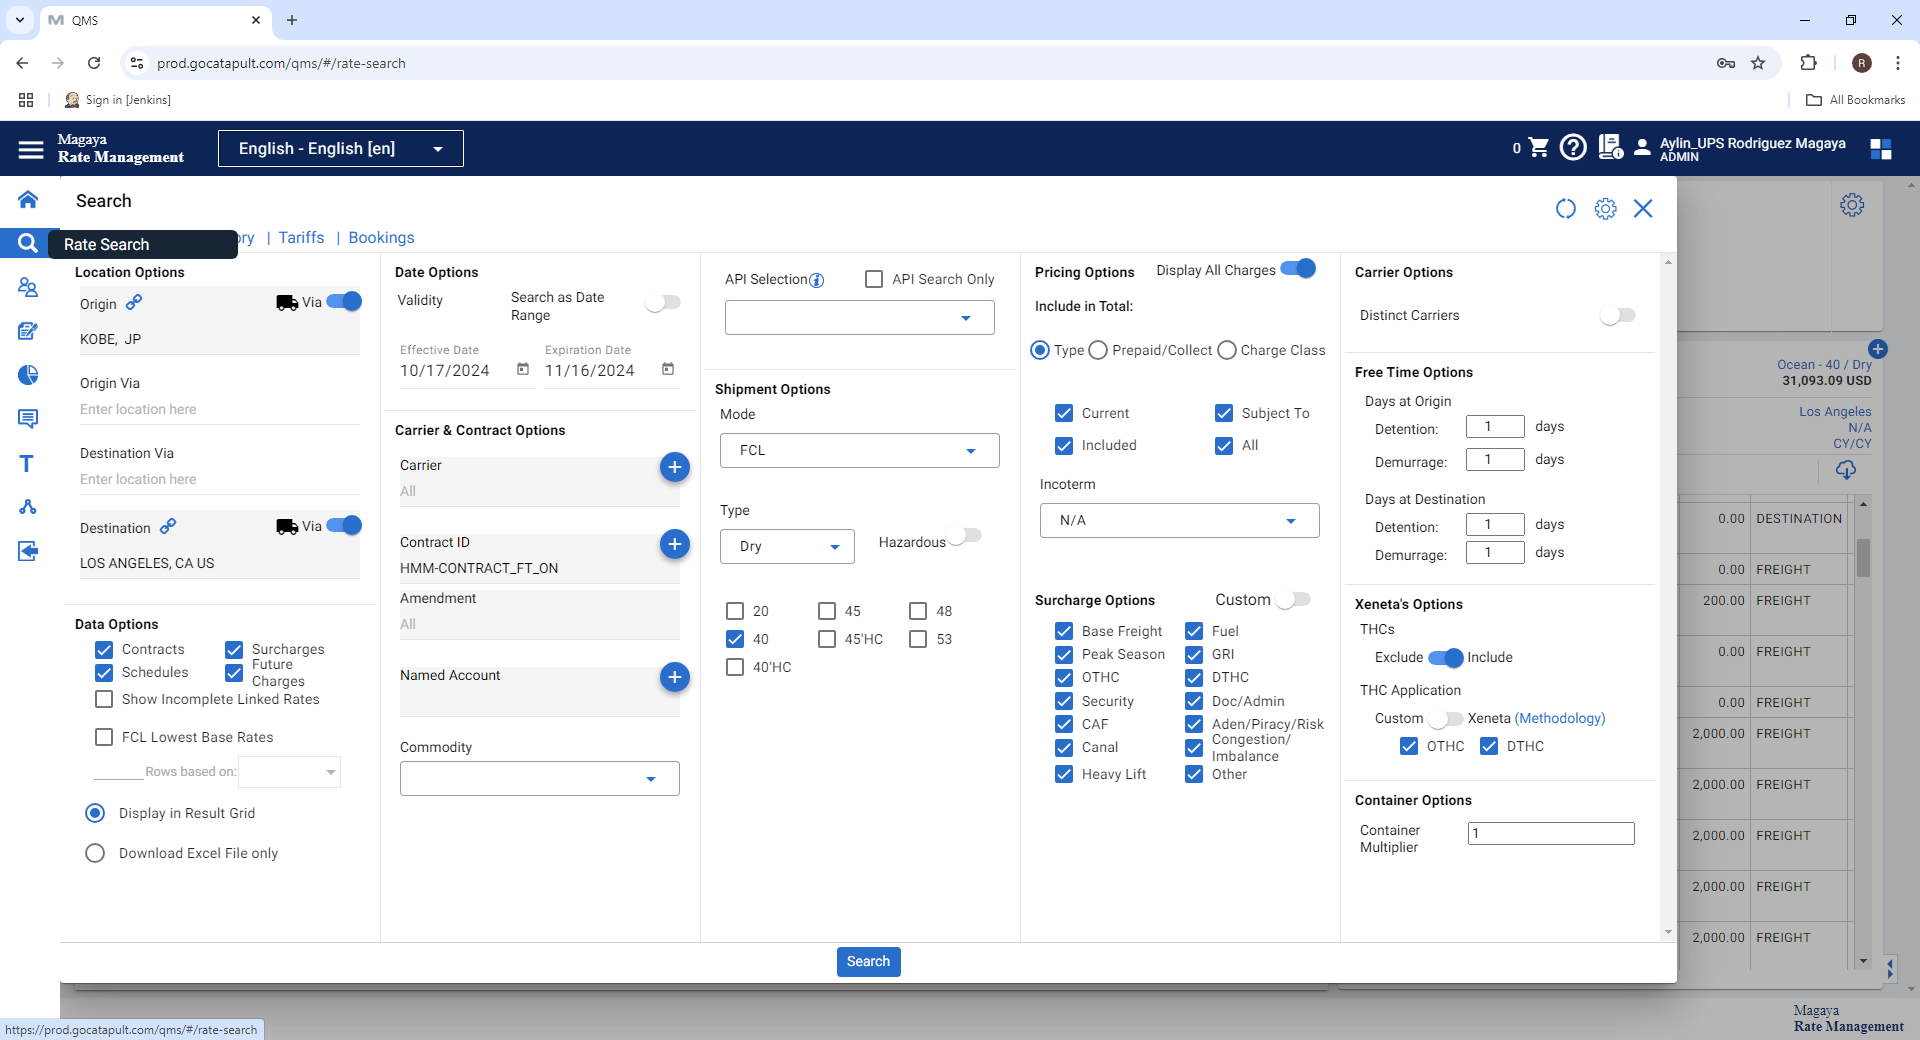 QMS
prod.gocatapult.com/qms/#/rate-search
Sign in [Jenkins]
All Bookmarks
R
Magaya
Rate Management
English - English [en]
0
Aylin_UPS Rodriguez Magaya
ADMIN
Search
Rate Search
ory | Tariffs | Bookings
Location Options
Origin
Via
KOBE, JP
Origin Via
Enter location here
Destination Via
Enter location here
Destination
Via
LOS ANGELES, CA US
Data Options
Contracts
Surcharges
Schedules
Future
Charges
Show Incomplete Linked Rates
FCL Lowest Base Rates
Rows based on:
Display in Result Grid
Download Excel File only
Date Options
Validity
Search as Date
Range
Effective Date
10/17/2024
Expiration Date
11/16/2024
Carrier & Contract Options
Carrier
All
Contract ID
HMM-CONTRACT_FT_ON
Amendment
All
Named Account
Commodity
API Selection
API Search Only
Shipment Options
Mode
FCL
Type
Dry
Hazardous
20
45
48
40
45'HC
53
40'HC
Search
Pricing Options
Display All Charges
Include in Total:
Type
Prepaid/Collect
Charge Class
Current
Subject To
Included
All
Incoterm
N/A
Surcharge Options
Custom
Base Freight
Fuel
Peak Season
GRI
OTHC
DTHC
Security
Doc/Admin
CAF
Aden/Piracy/Risk
Canal
Congestion/
Imbalance
Heavy Lift
Other
Carrier Options
Distinct Carriers
Free Time Options
Days at Origin
Detention: 1 days
Demurrage: 1 days
Days at Destination
Detention: 1 days
Demurrage: 1 days
Xeneta's Options
THCs
Exclude
Include
THC Application
Custom
Xeneta (Methodology)
OTHC
DTHC
Container Options
Container
Multiplier
1
Ocean - 40 / Dry
31,093.09 USD
Los Angeles
N/A
CY/CY
0.00 DESTINATION
0.00 FREIGHT
200.00 FREIGHT
0.00 FREIGHT
0.00 FREIGHT
2,000.00 FREIGHT
2,000.00 FREIGHT
2,000.00 FREIGHT
2,000.00 FREIGHT
2,000.00 FREIGHT
Magaya
Rate Management
https://prod.gocatapult.com/qms/#/rate-search